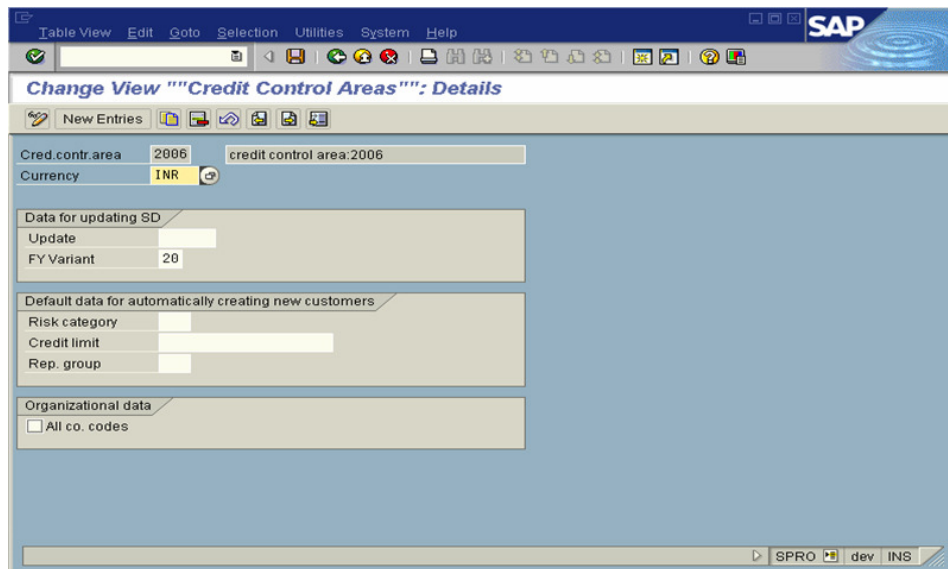 Table View Edit Goto Selection Utilities System Help
SAP
Change View ""Credit Control Areas"": Details
New Entries
Cred.contr.area 2006 credit control area:2006
Currency INR
Data for updating SD
Update
FY Variant 20
Default data for automatically creating new customers
Risk category
Credit limit
Rep. group
Organizational data
All co. codes
SPRO dev INS